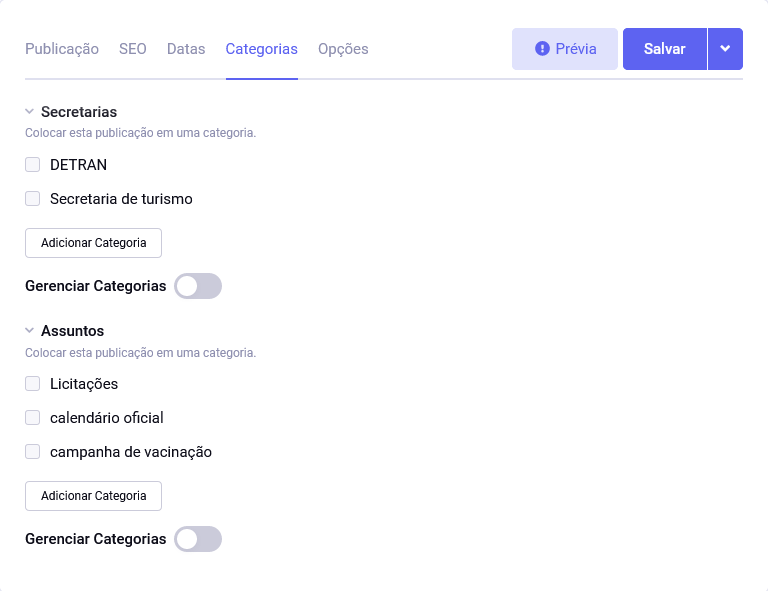 Publicação SEO Datas Categorias Opções Prévia Salvar
Secretarias
Colocar esta publicação em uma categoria.
DETRAN
Secretaria de turismo
Adicionar Categoria
Gerenciar Categorias
Assuntos
Colocar esta publicação em uma categoria.
Licitações
calendário oficial
campanha de vacinação
Adicionar Categoria
Gerenciar Categorias